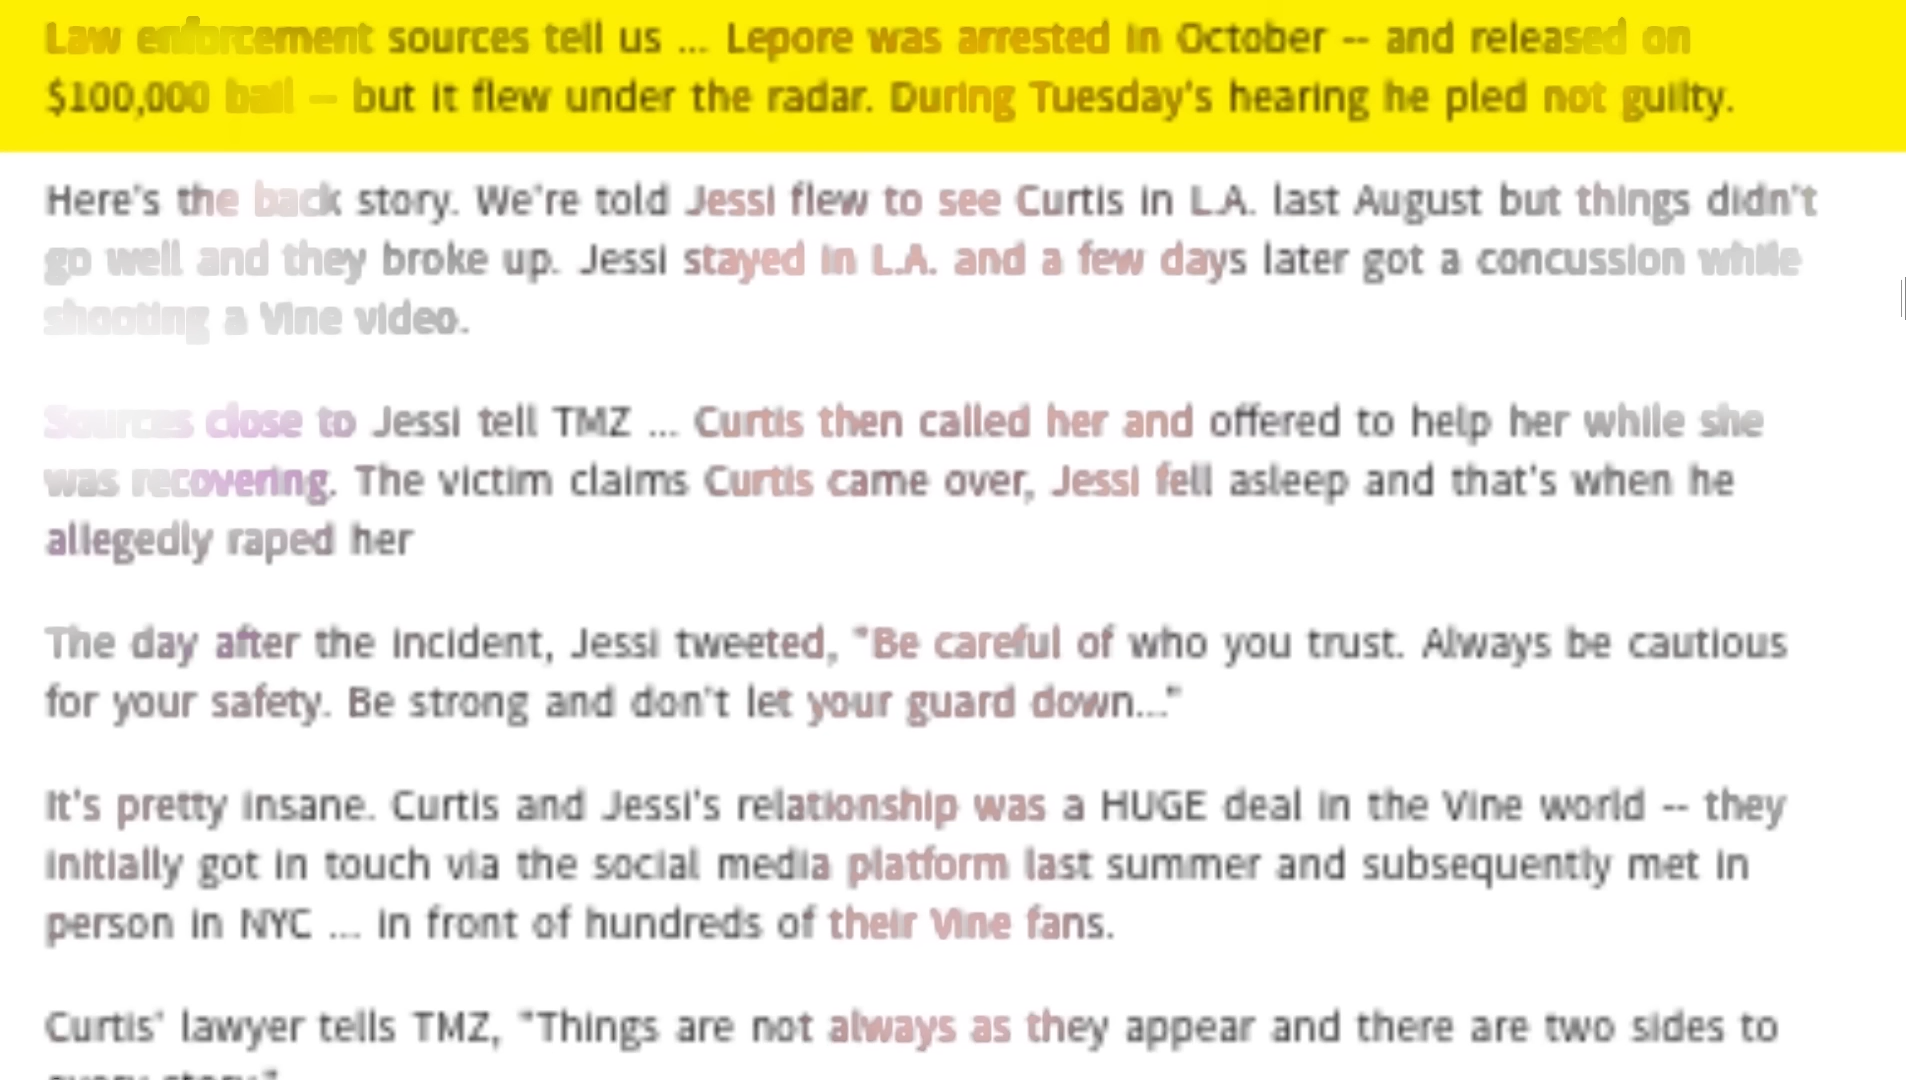 Law enforcement sources tell us ... Lepore was arrested in October -- and released on
$100,000 bail — but it flew under the radar. During Tuesday's hearing he pled not guilty.
Here's the back story. We're told Jessi flew to see Curtis in L.A. last August but things didn't
go well and they broke up. Jessi stayed in L.A. and a few days later got a concussion while
shooting a Vine video.
Sources close to Jessi tell TMZ ... Curtis then called her and offered to help her while she
was recovering. The victim claims Curtis came over, Jessi fell asleep and that's when he
allegedly raped her
The day after the incident, Jessi tweeted, "Be careful of who you trust. Always be cautious
for your safety. Be strong and don't let your guard down..."
It's pretty insane. Curtis and Jessi's relationship was a HUGE deal in the Vine world -- they
initially got in touch via the social media platform last summer and subsequently met in
person in NYC ... in front of hundreds of their Vine fans.
Curtis' lawyer tells TMZ, "Things are not always as they appear and there are two sides to
every story."